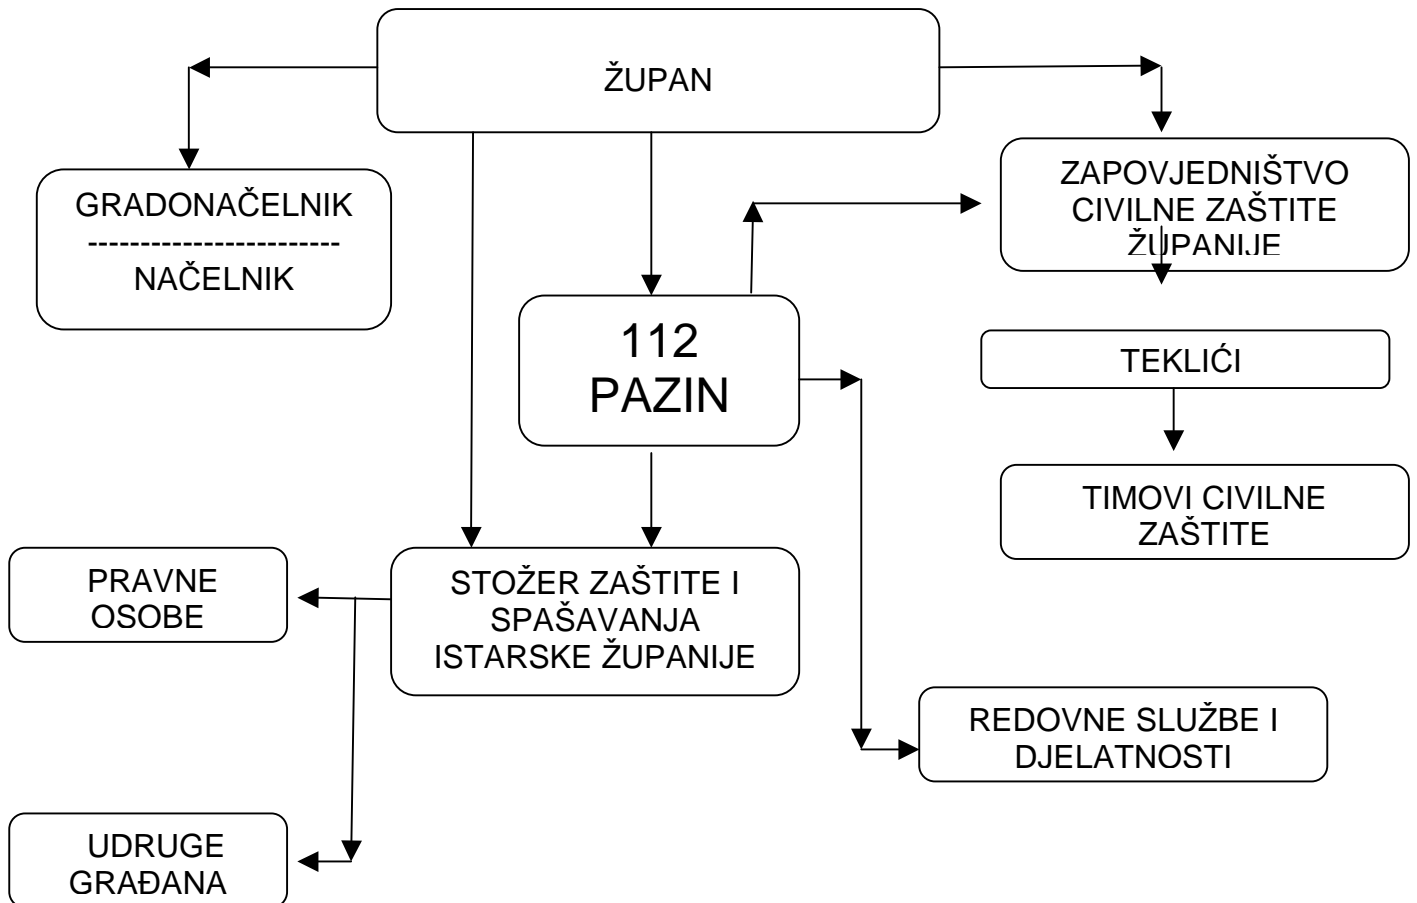 ŽUPAN
GRADONAČELNIK
------------------------
NAČELNIK
ZAPOVJEDNIŠTVO
CIVILNE ZAŠTITE
ŽUPANIJE
112
PAZIN
TEKLIĆI
TIMOVI CIVILNE
ZAŠTITE
PRAVNE
OSOBE
STOŽER ZAŠTITE I
SPAŠAVANJA
ISTARSKE ŽUPANIJE
REDOVNE SLUŽBE I
DJELATNOSTI
UDRUGE
GRAĐANA